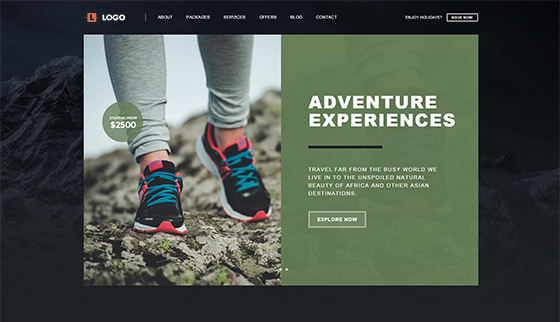 L LOGO
ABOUT PACKAGES SERVICES OFFERS BLOG CONTACT
ENJOY HOLIDAYS? BOOK NOW!
STARTING FROM
$2500
ADVENTURE
EXPERIENCES
TRAVEL FAR FROM THE BUSY WORLD WE
LIVE IN TO THE UNSPOILED NATURAL
BEAUTY OF AFRICA AND OTHER ASIAN
DESTINATIONS.
EXPLORE NOW